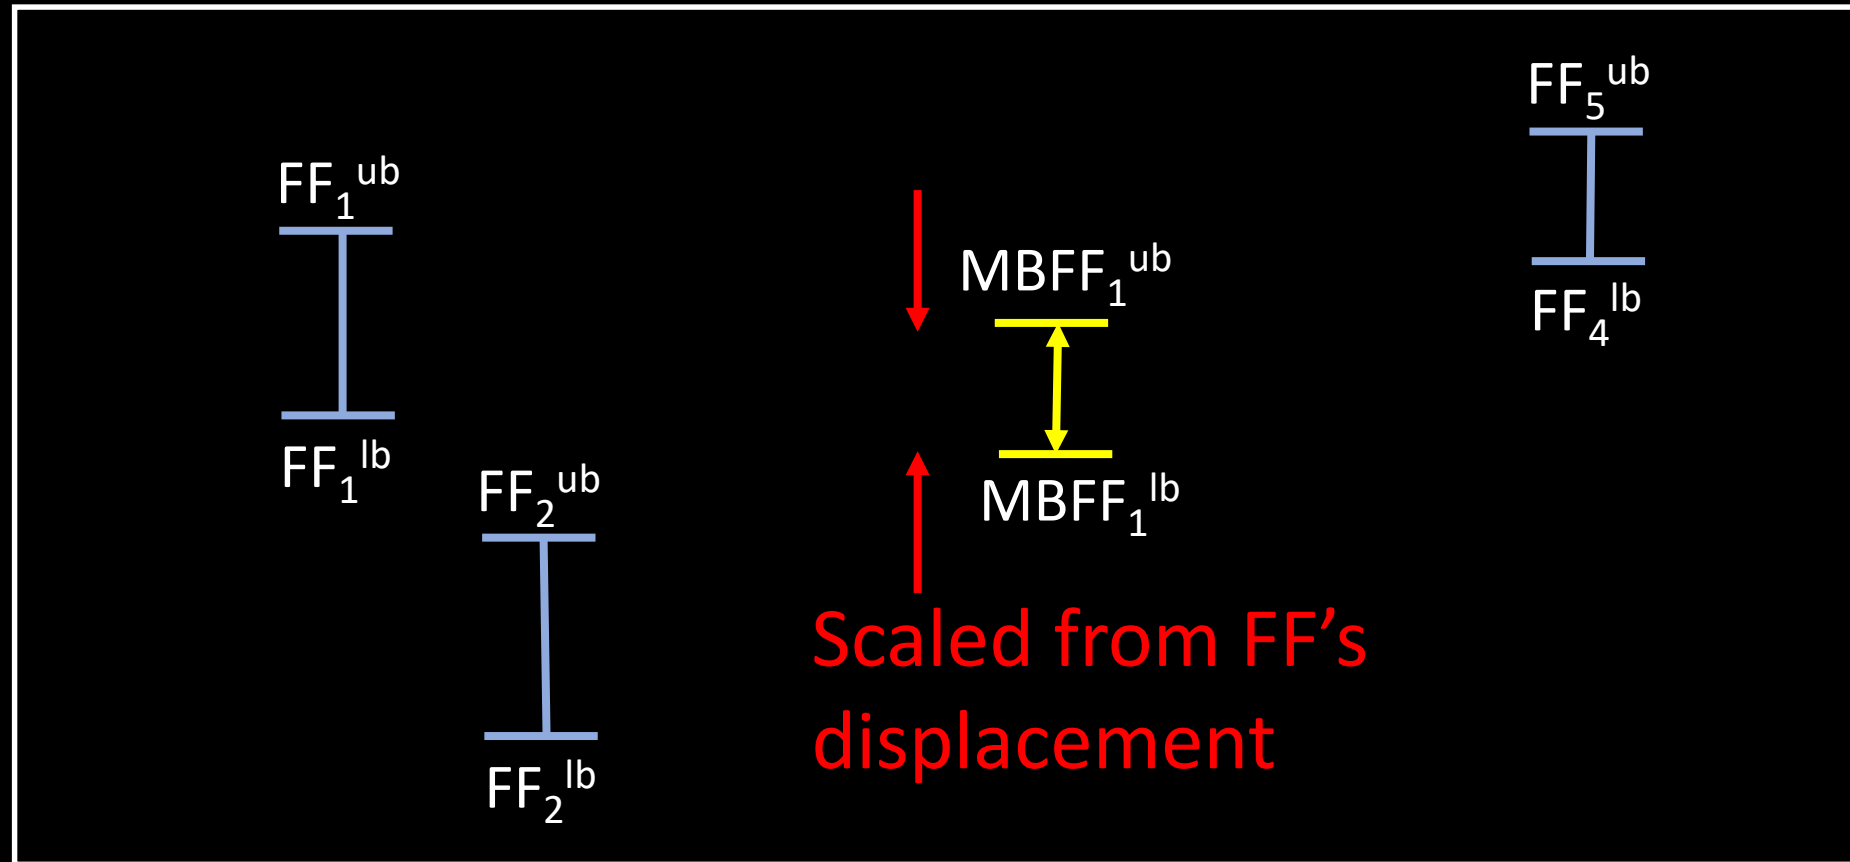 FF₅ᵘᵇ
FF₁ᵘᵇ
MBFF₁ᵘᵇ
FF₄ˡᵇ
FF₁ˡᵇ
FF₂ᵘᵇ
MBFF₁ˡᵇ
Scaled from FF’s
displacement
FF₂ˡᵇ